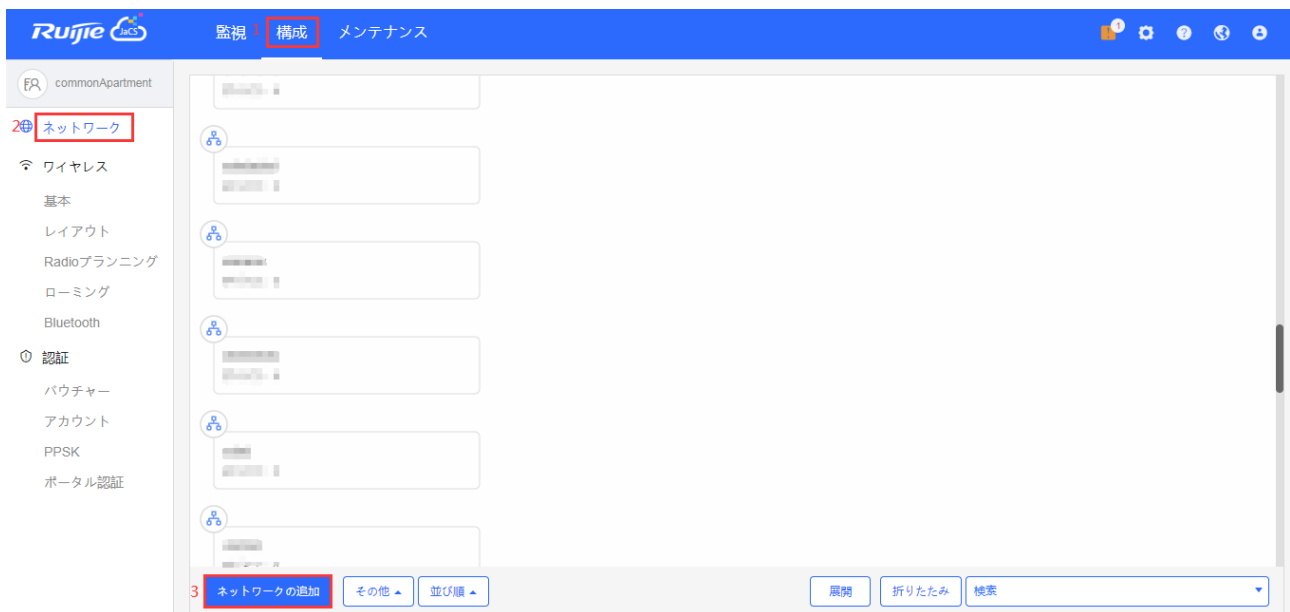 Ruijie JaCS 監視 1 構成 メンテナンス 1
commonApartment
2 ネットワーク
ワイヤレス
基本
レイアウト
Radioプランニング
ローミング
Bluetooth
認証
バウチャー
アカウント
PPSK
ポータル認証
3 ネットワークの追加 その他 並び順 展開 折りたたみ 検索